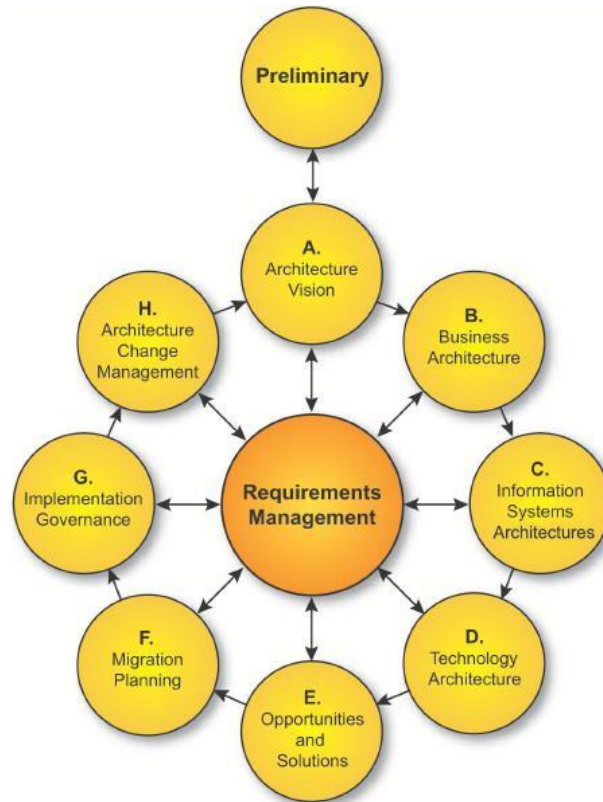 Preliminary
A.
Architecture
Vision
B.
Business
Architecture
C.
Information
Systems
Architectures
D.
Technology
Architecture
E.
Opportunities
and
Solutions
F.
Migration
Planning
G.
Implementation
Governance
H.
Architecture
Change
Management
Requirements
Management